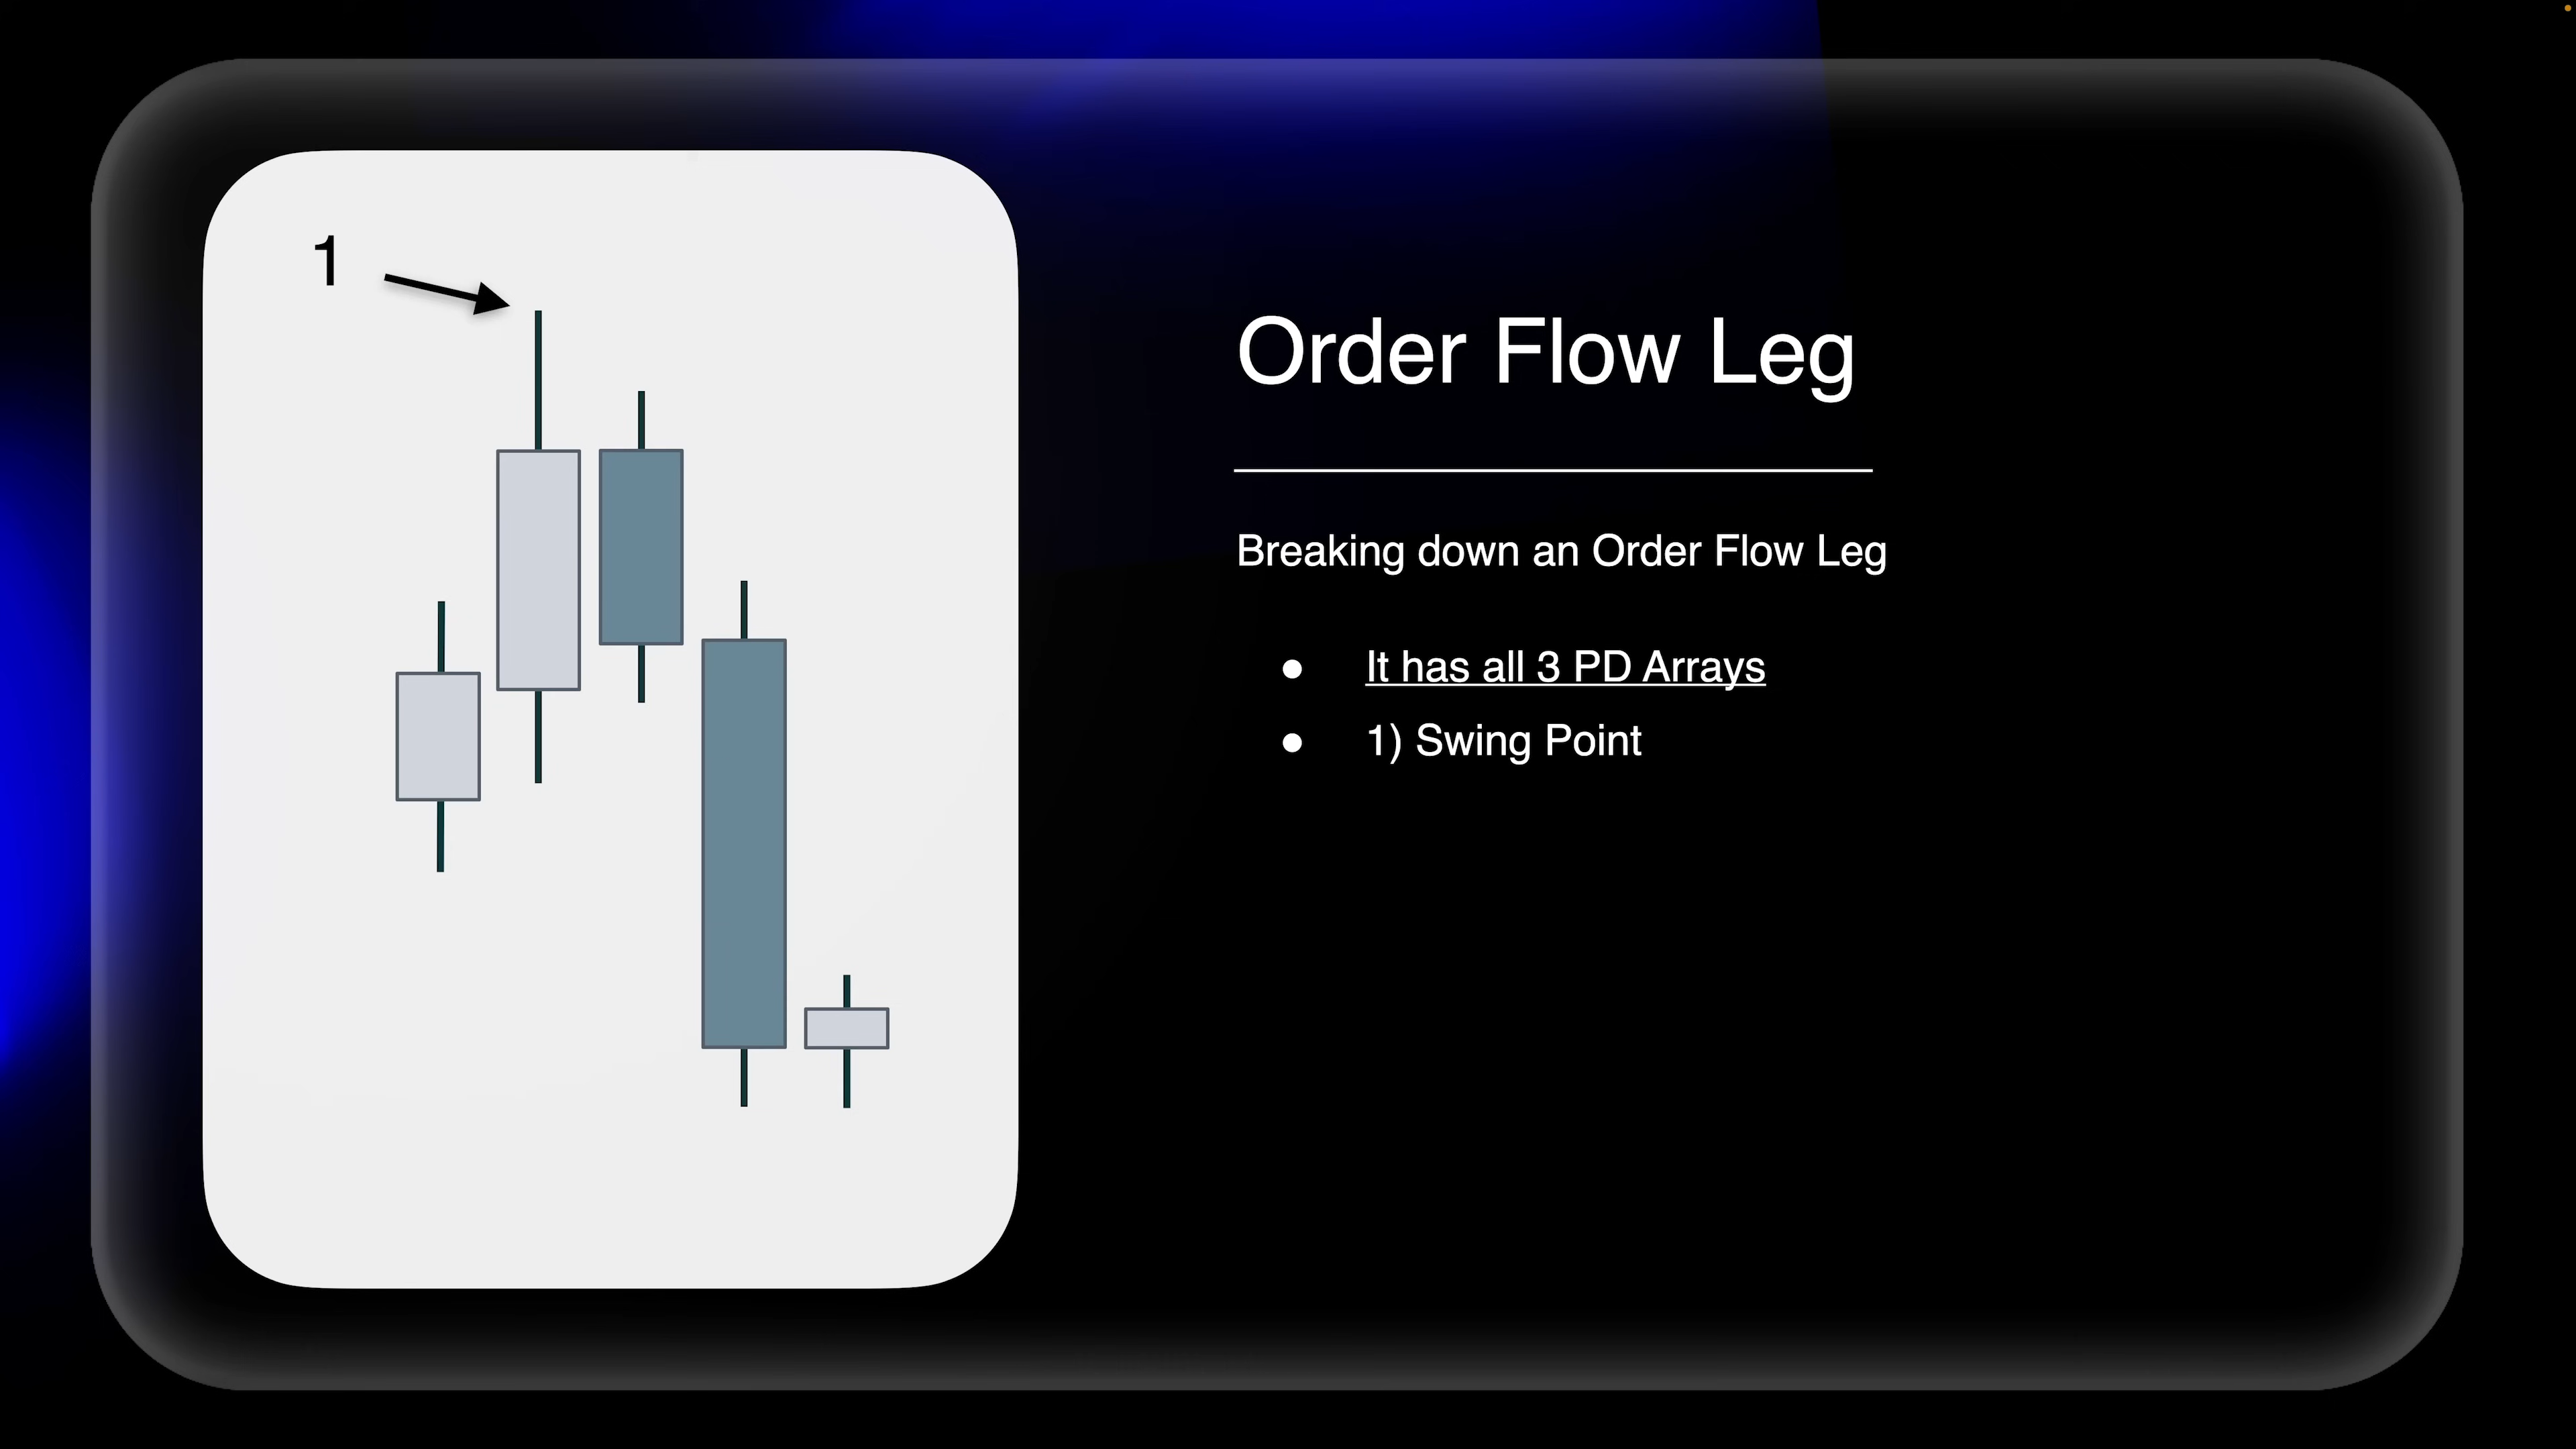 1
Order Flow Leg
Breaking down an Order Flow Leg
● It has all 3 PD Arrays
● 1) Swing Point